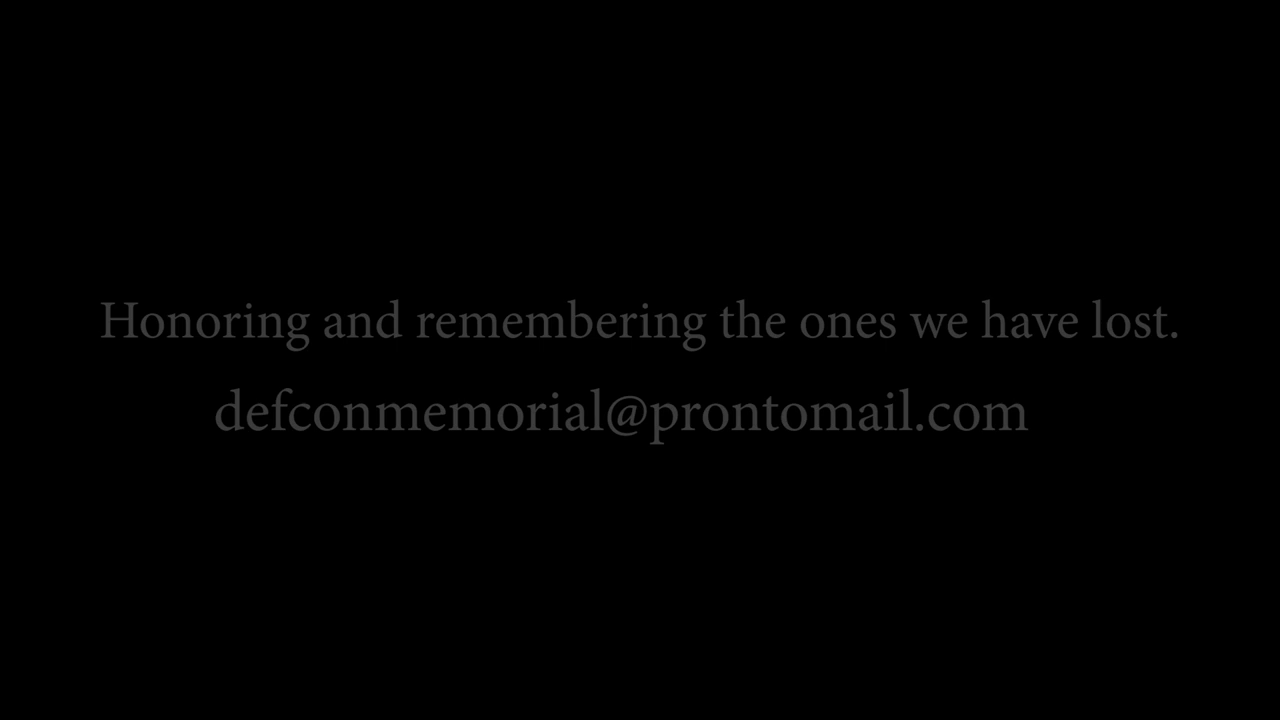 Honoring and remembering the ones we have lost.
defconmemorial@prontomail.com